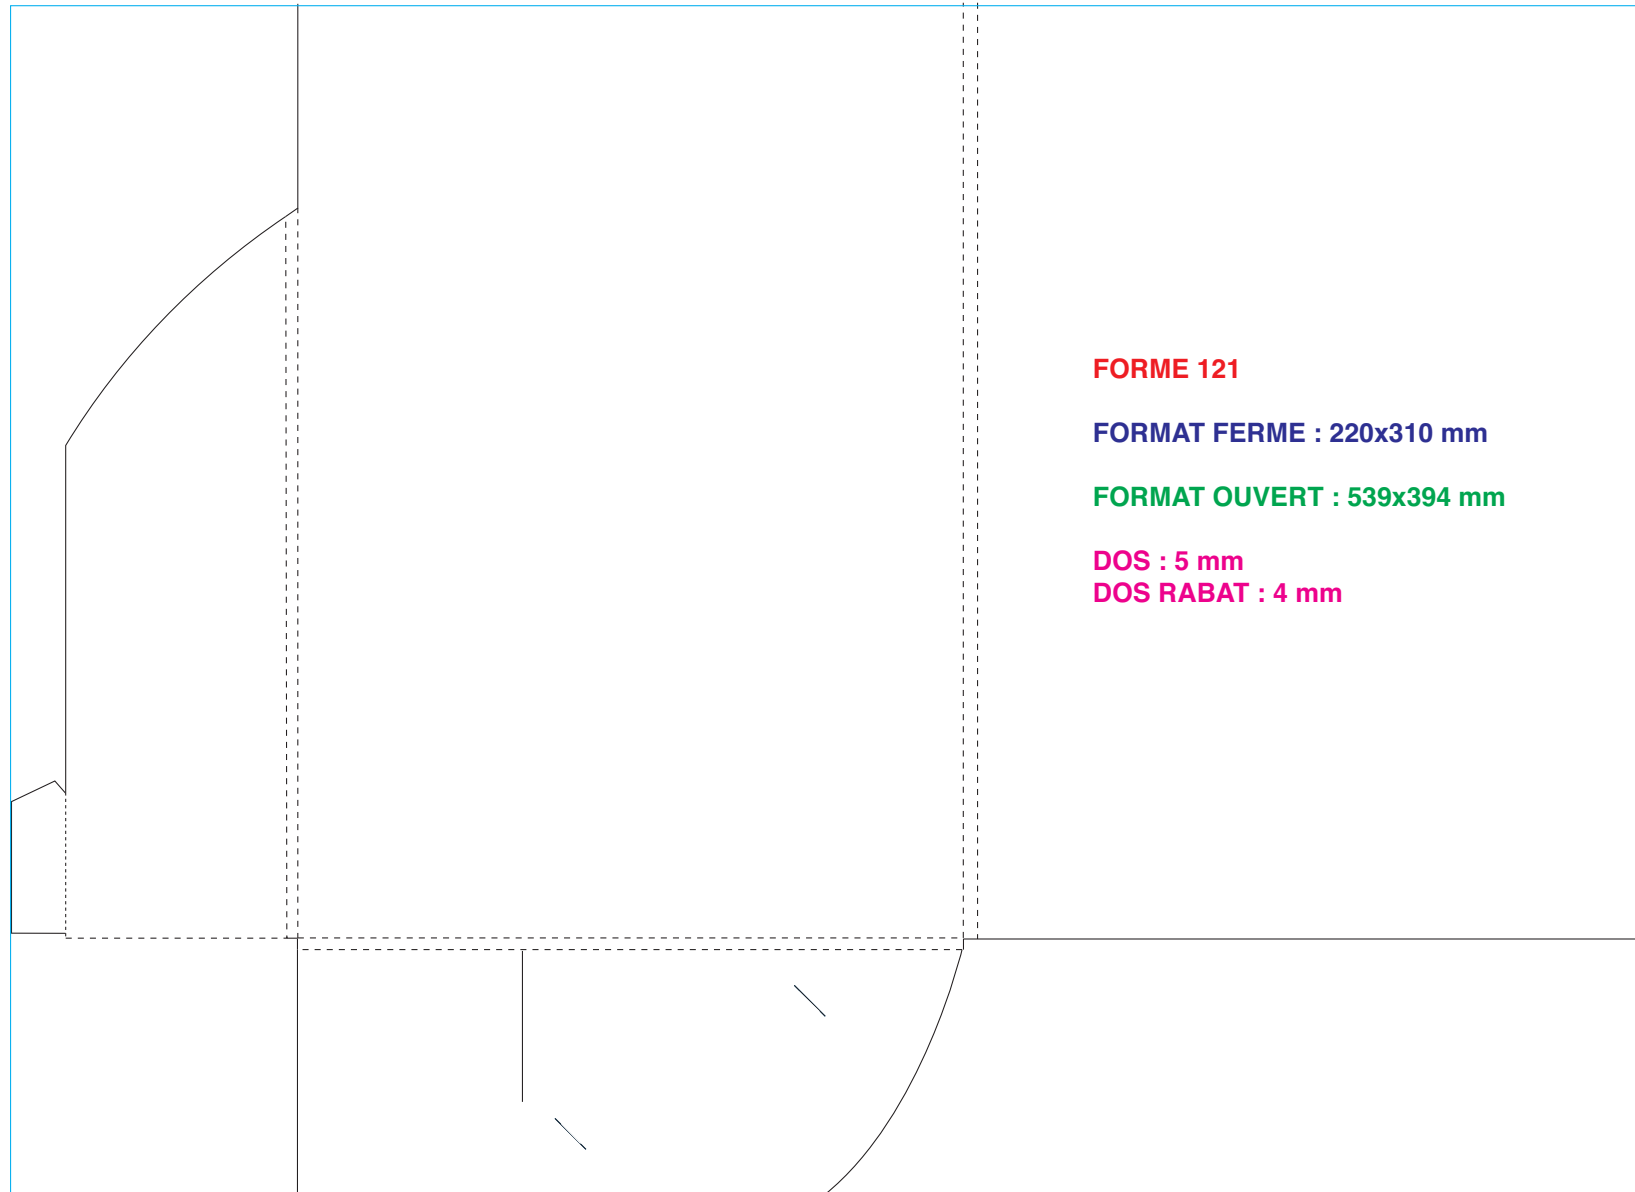 FORME 121
FORMAT FERME : 220x310 mm
FORMAT OUVERT : 539x394 mm
DOS : 5 mm
DOS RABAT : 4 mm